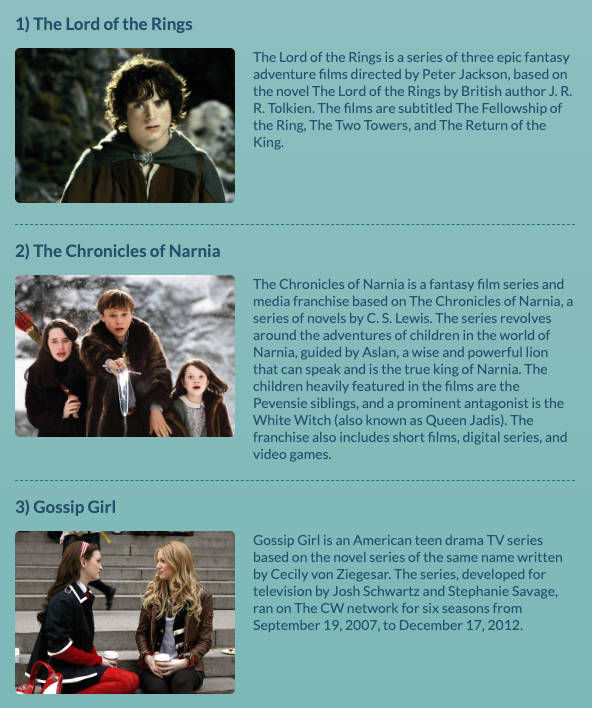 1) The Lord of the Rings
The Lord of the Rings is a series of three epic fantasy
adventure films directed by Peter Jackson, based on
the novel The Lord of the Rings by British author J. R.
R. Tolkien. The films are subtitled The Fellowship of
the Ring, The Two Towers, and The Return of the
King.
2) The Chronicles of Narnia
The Chronicles of Narnia is a fantasy film series and
media franchise based on The Chronicles of Narnia, a
series of novels by C. S. Lewis. The series revolves
around the adventures of children in the world of
Narnia, guided by Aslan, a wise and powerful lion
that can speak and is the true king of Narnia. The
children heavily featured in the films are the
Pevensie siblings, and a prominent antagonist is the
White Witch (also known as Queen Jadis). The
franchise also includes short films, digital series, and
video games.
3) Gossip Girl
Gossip Girl is an American teen drama TV series
based on the novel series of the same name written
by Cecily von Ziegesar. The series, developed for
television by Josh Schwartz and Stephanie Savage,
ran on The CW network for six seasons from
September 19, 2007, to December 17, 2012.